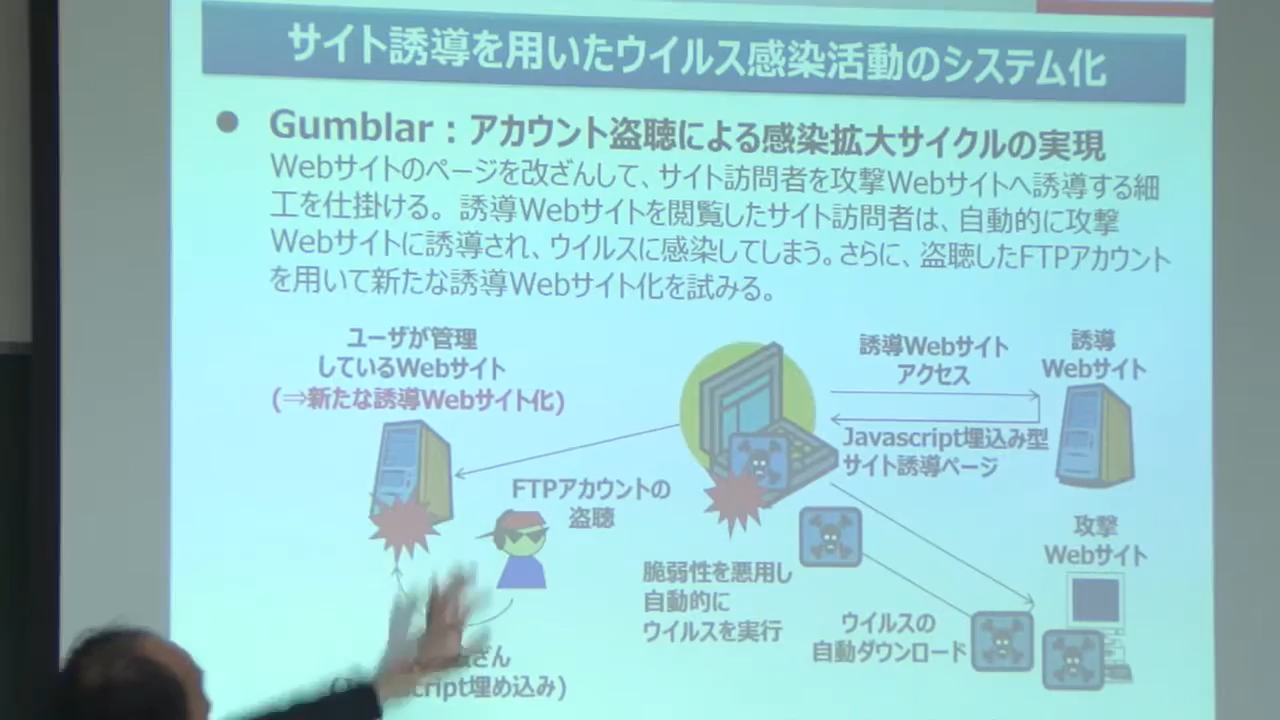 サイト誘導を用いたウイルス感染活動のシステム化
● Gumblar：アカウント盗聴による感染拡大サイクルの実現
Webサイトのページを改ざんして、サイト訪問者を攻撃Webサイトへ誘導する細
工を仕掛ける。誘導Webサイトを閲覧したサイト訪問者は、自動的に攻撃
Webサイトに誘導され、ウイルスに感染してしまう。さらに、盗聴したFTPアカウント
を用いて新たな誘導Webサイト化を試みる。
ユーザが管理
しているWebサイト
(⇒新たな誘導Webサイト化)
誘導Webサイト
アクセス
誘導
Webサイト
Javascript埋込み型
サイト誘導ページ
FTPアカウントの
盗聴
攻撃
Webサイト
脆弱性を悪用し
自動的に
ウイルスを実行
ウイルスの
自動ダウンロード
ざん
cript埋め込み)